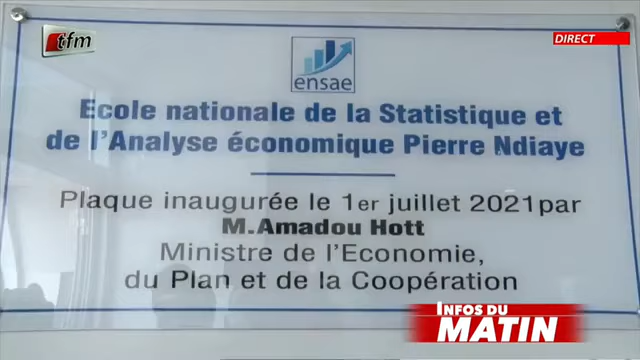 tfm
DIRECT
ensae
Ecole nationale de la Statistique et
de l'Analyse économique Pierre Ndiaye
Plaque inaugurée le 1er juillet 2021par
M.Amadou Hott
Ministre de l'Economie,
du Plan et de la Coopération
INFOS DU
MATIN